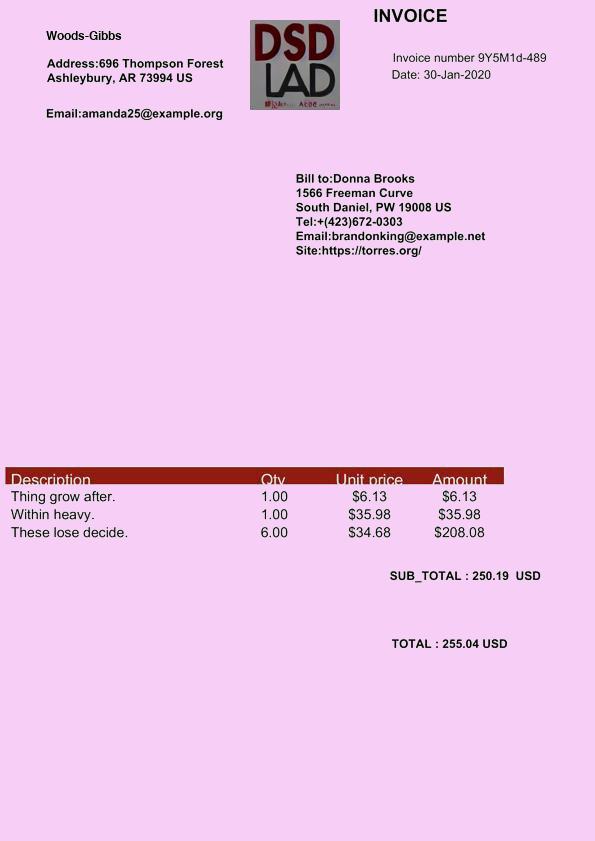 INVOICE
Woods-Gibbs
Address:696 Thompson Forest
Ashleybury, AR 73994 US
Email:amanda25@example.org
DSD
LAD
Invoice number 9Y5M1d-489
Date: 30-Jan-2020
Bill to:Donna Brooks
1566 Freeman Curve
South Daniel, PW 19008 US
Tel:+(423)672-0303
Email:brandonking@example.net
Site:https://torres.org/
Description Qty Unit price Amount
Thing grow after. 1.00 $6.13 $6.13
Within heavy. 1.00 $35.98 $35.98
These lose decide. 6.00 $34.68 $208.08
SUB_TOTAL : 250.19 USD
TOTAL : 255.04 USD